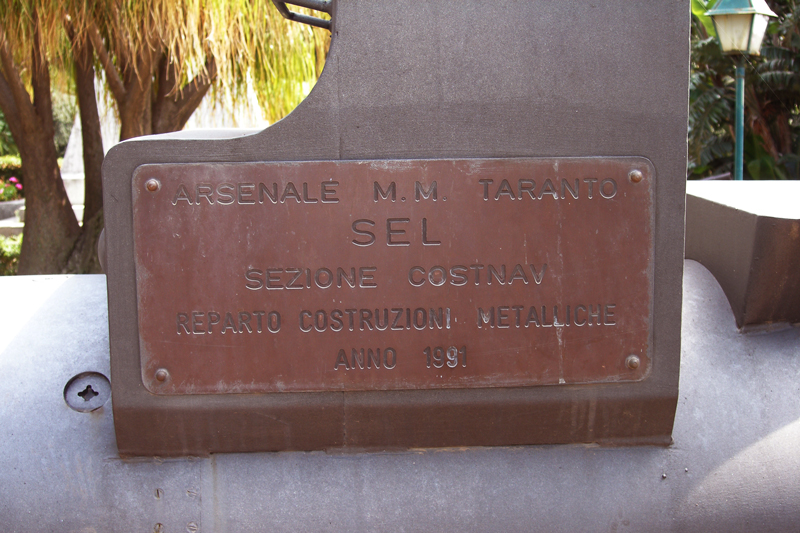 ARSENALE M.M. TARANTO
SEL
SEZIONE COSTNAV
REPARTO COSTRUZIONI METALLICHE
ANNO 1991